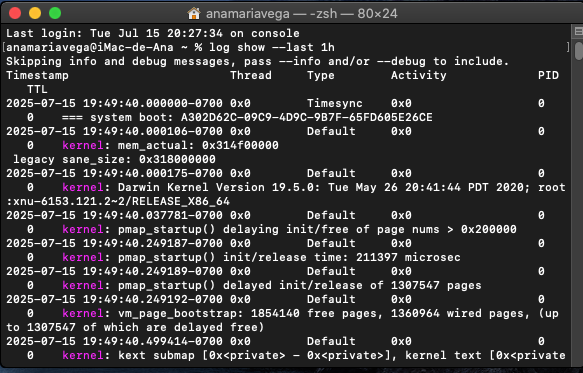 anamariavega — -zsh — 80×24
Last login: Tue Jul 15 20:27:34 on console
[anamariavega@iMac-de-Ana ~ % log show --last 1h
Skipping info and debug messages, pass --info and/or --debug to include.
Timestamp                       Thread     Type        Activity             PID
   TTL
2025-07-15 19:49:40.000000-0700 0x0        Timesync    0x0                  0
   0    === system boot: A302D62C-09C9-4D9C-9B7F-65FD605E26CE
2025-07-15 19:49:40.000106-0700 0x0        Default     0x0                  0
   0    kernel: mem_actual: 0x314f00000
 legacy sane_size: 0x318000000
2025-07-15 19:49:40.000175-0700 0x0        Default     0x0                  0
   0    kernel: Darwin Kernel Version 19.5.0: Tue May 26 20:41:44 PDT 2020; root
:xnu-6153.121.2~2/RELEASE_X86_64
2025-07-15 19:49:40.037781-0700 0x0        Default     0x0                  0
   0    kernel: pmap_startup() delaying init/free of page nums > 0x200000
2025-07-15 19:49:40.249187-0700 0x0        Default     0x0                  0
   0    kernel: pmap_startup() init/release time: 211397 microsec
2025-07-15 19:49:40.249189-0700 0x0        Default     0x0                  0
   0    kernel: pmap_startup() delayed init/release of 1307547 pages
2025-07-15 19:49:40.249192-0700 0x0        Default     0x0                  0
   0    kernel: vm_page_bootstrap: 1854140 free pages, 1360964 wired pages, (up
to 1307547 of which are delayed free)
2025-07-15 19:49:40.499414-0700 0x0        Default     0x0                  0
   0    kernel: kext submap [0x<private> - 0x<private>], kernel text [0x<private